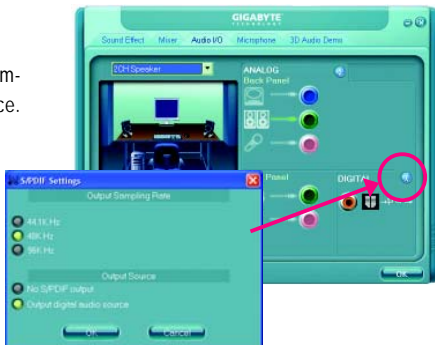 m-
ce.
GIGABYTE
Sound Effect Mixer Audio I/O Microphone 3D Audio Demo
2CH Speaker
ANALOG
Back Panel
Panel
DIGITAL
OK
S/PDIF Settings
Output Sampling Rate
44.1K Hz
48K Hz
96K Hz
Output Source
No S/PDIF output
Output digital audio source
OK
Cancel